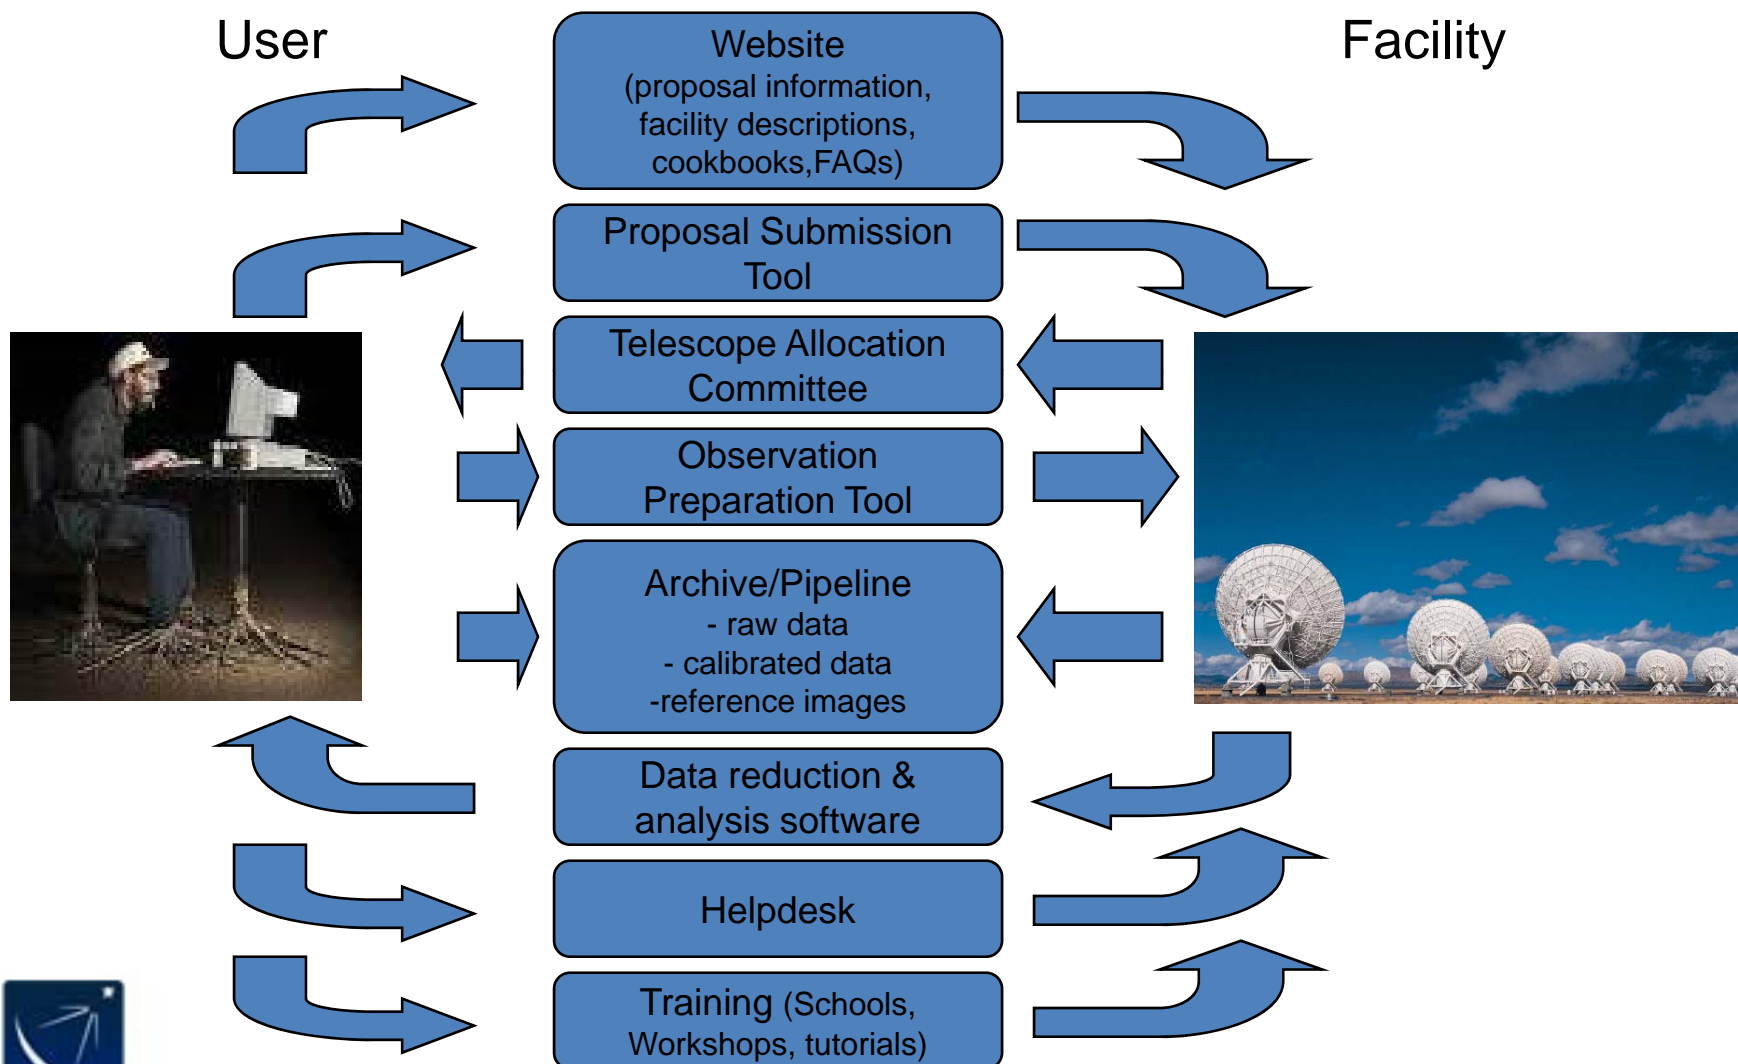 User
Facility
Website
(proposal information,
facility descriptions,
cookbooks,FAQs)
Proposal Submission
Tool
Telescope Allocation
Committee
Observation
Preparation Tool
Archive/Pipeline
- raw data
- calibrated data
-reference images
Data reduction &
analysis software
Helpdesk
Training (Schools,
Workshops, tutorials)